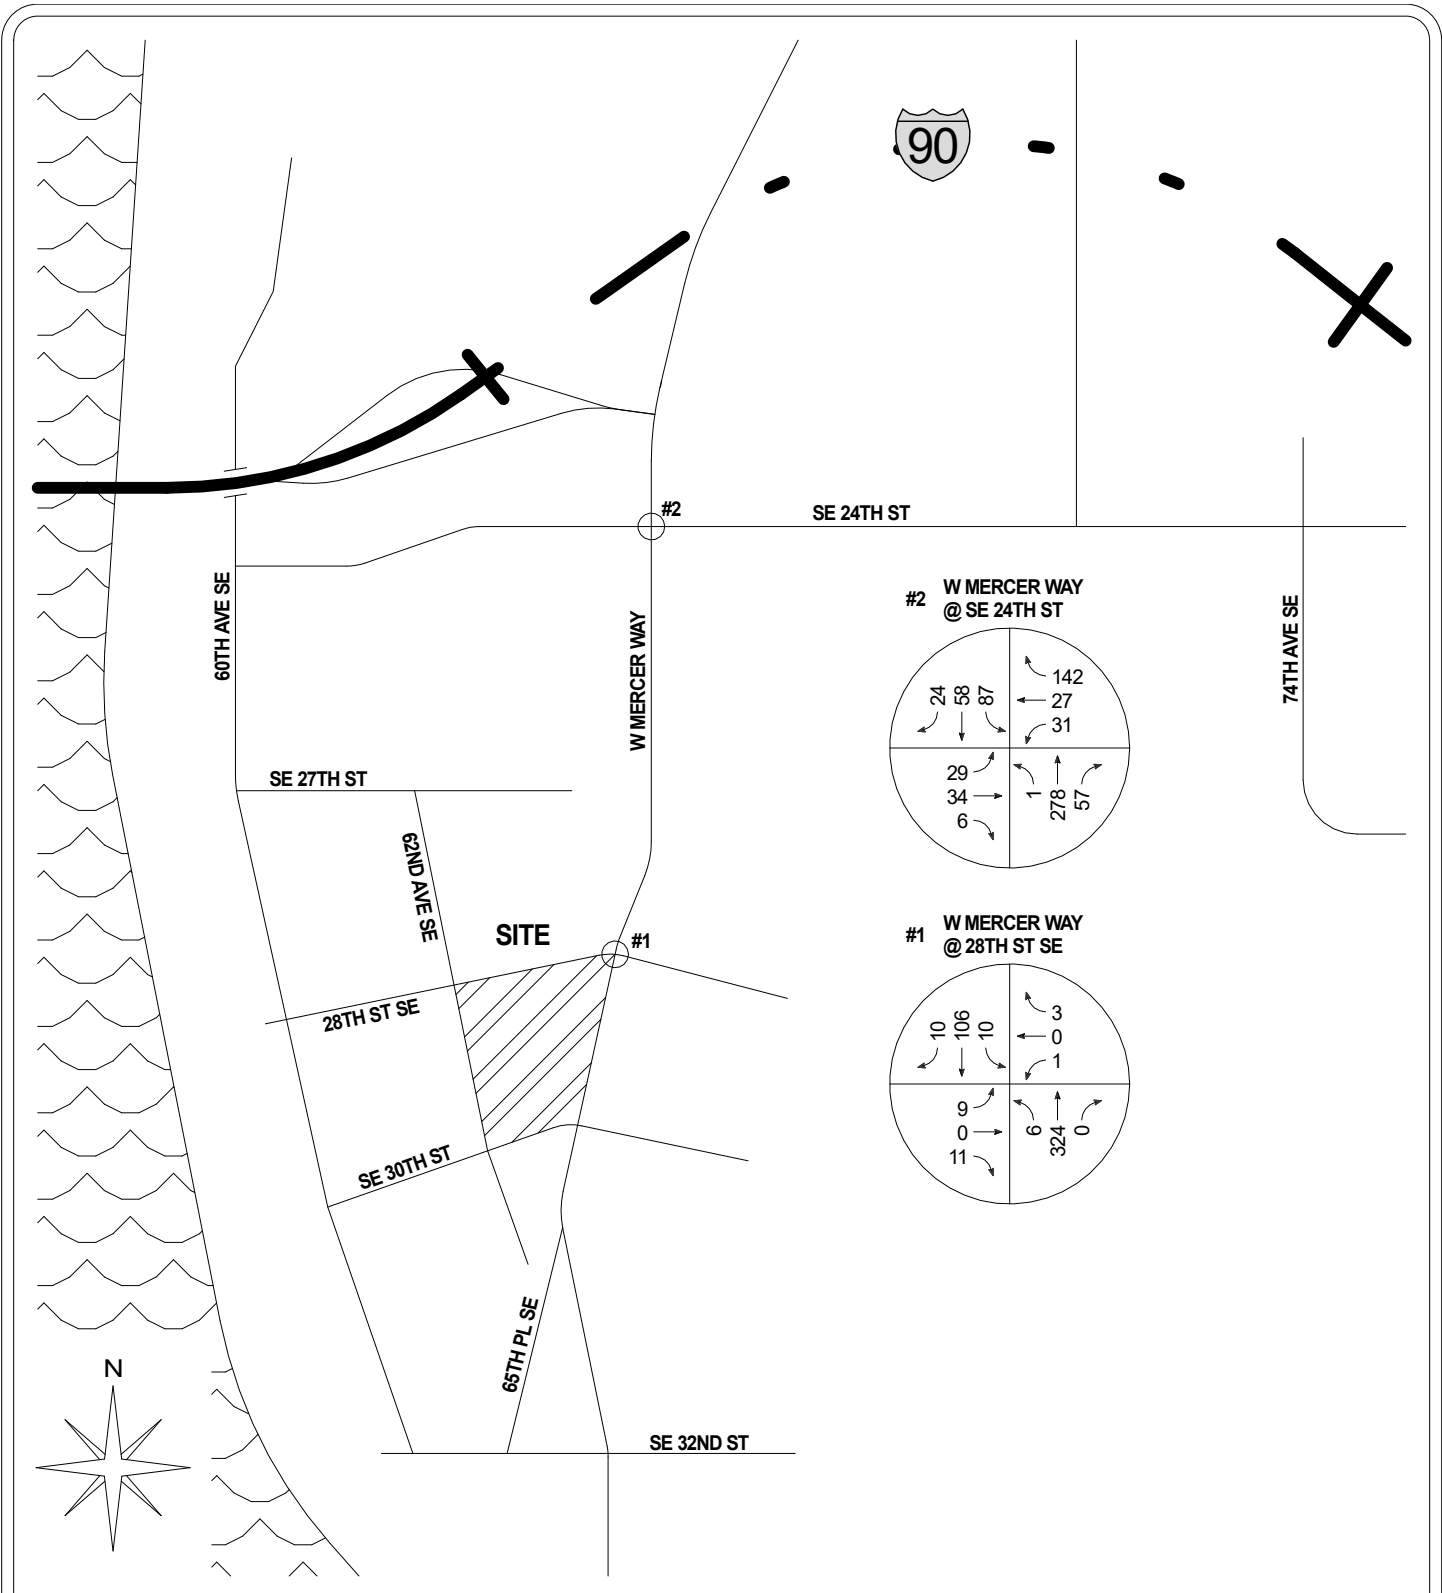 90
#2
SE 24TH ST
60TH AVE SE
W MERCER WAY
74TH AVE SE
#2
W MERCER WAY
@ SE 24TH ST
24
58
87
142
27
31
29
34
6
1
278
57
SE 27TH ST
62ND AVE SE
SITE
#1
28TH ST SE
#1
W MERCER WAY
@ 28TH ST SE
10
106
10
3
0
1
9
0
11
6
324
0
SE 30TH ST
65TH PL SE
N
SE 32ND ST